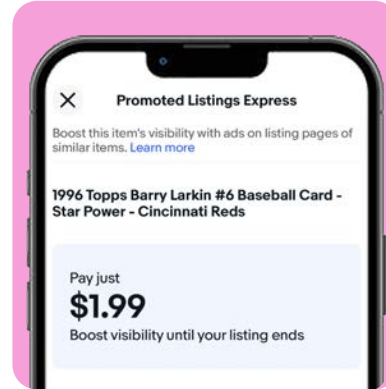 Promoted Listings Express
Boost this item's visibility with ads on listing pages of
similar items. Learn more
1996 Topps Barry Larkin #6 Baseball Card -
Star Power - Cincinnati Reds
Pay just
$1.99
Boost visibility until your listing ends